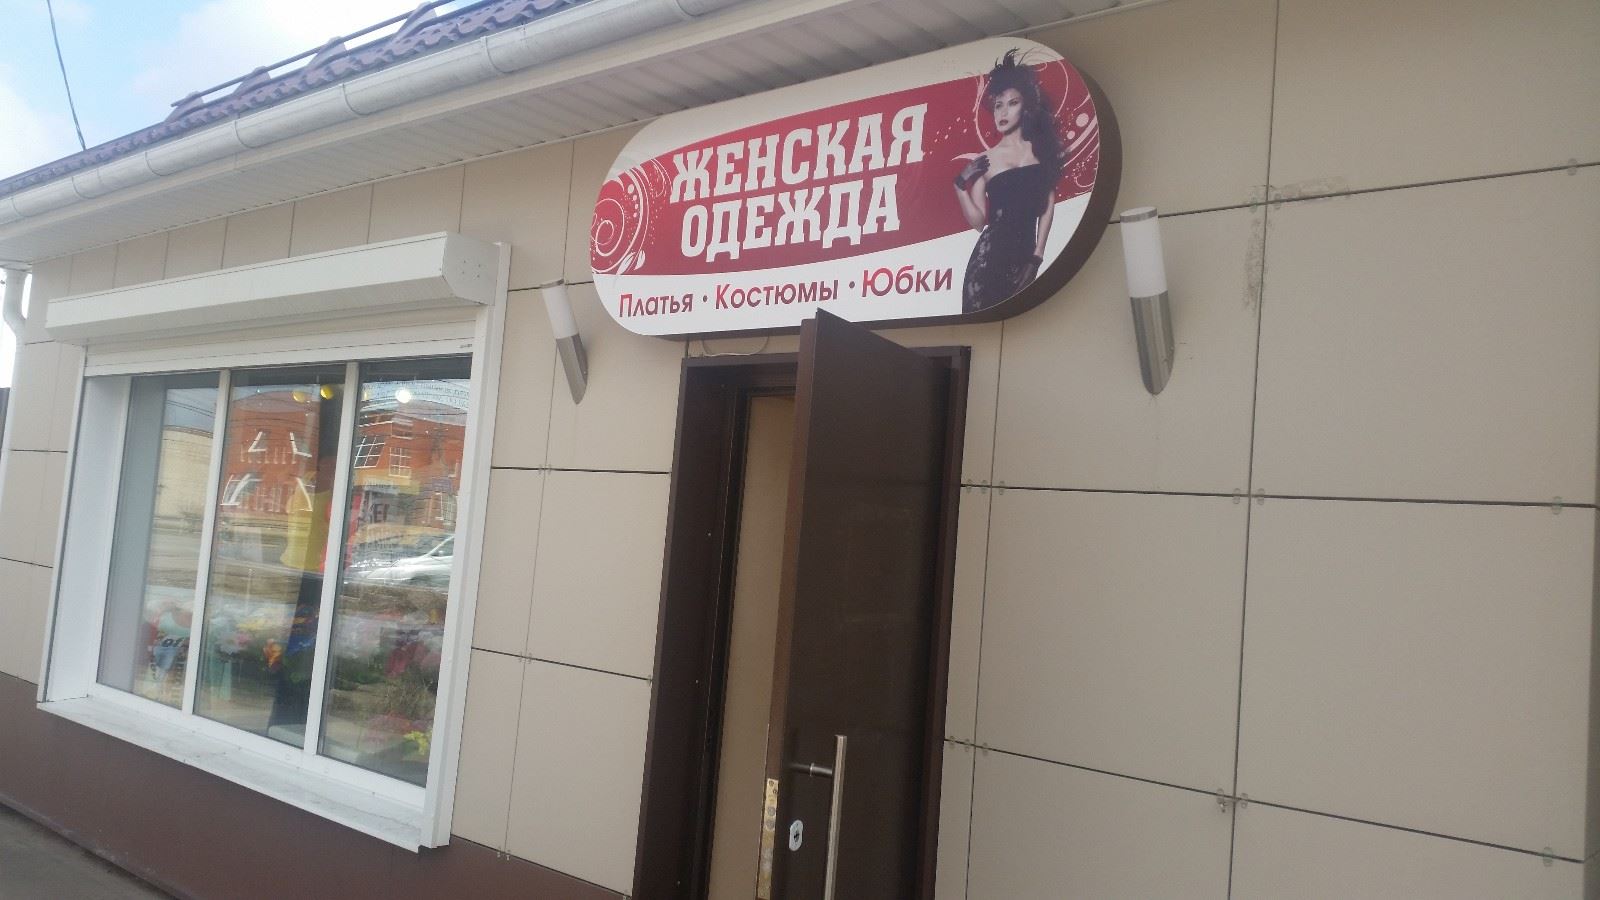 ЖЕНСКАЯ
ОДЕЖДА
Платья · Костюмы · Юбки